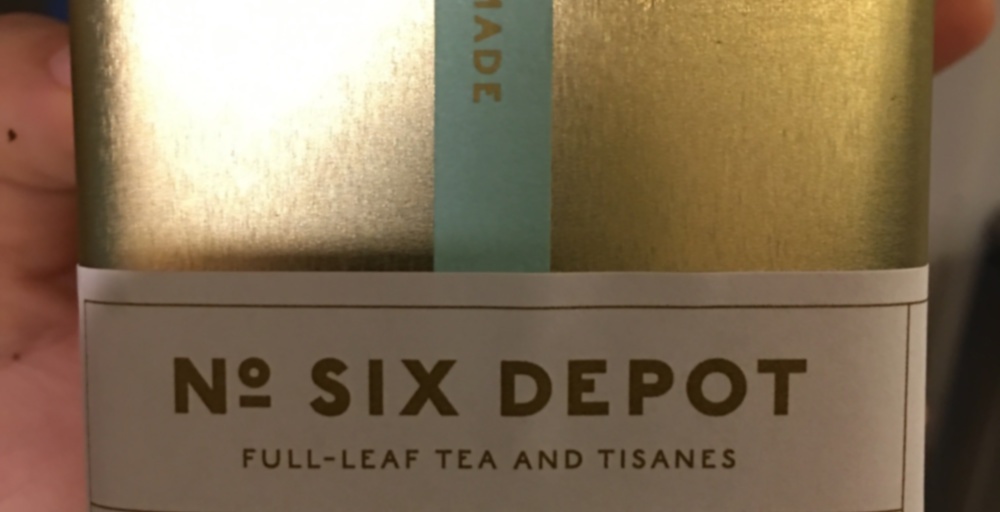 MADE
Nº SIX DEPOT
FULL-LEAF TEA AND TISANES